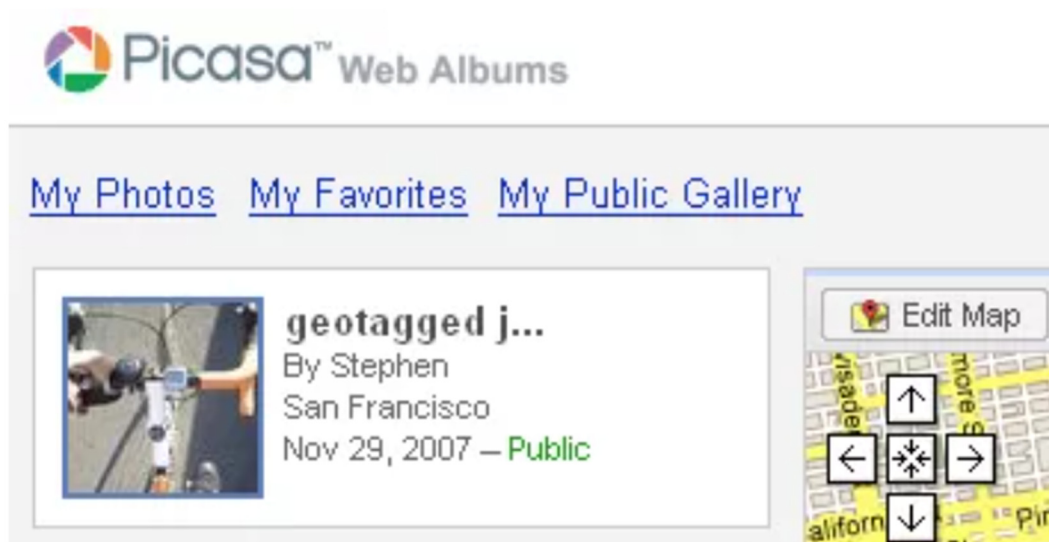 Picasa™ Web Albums
My Photos My Favorites My Public Gallery
geotagged j...
By Stephen
San Francisco
Nov 29, 2007 – Public
Edit Map